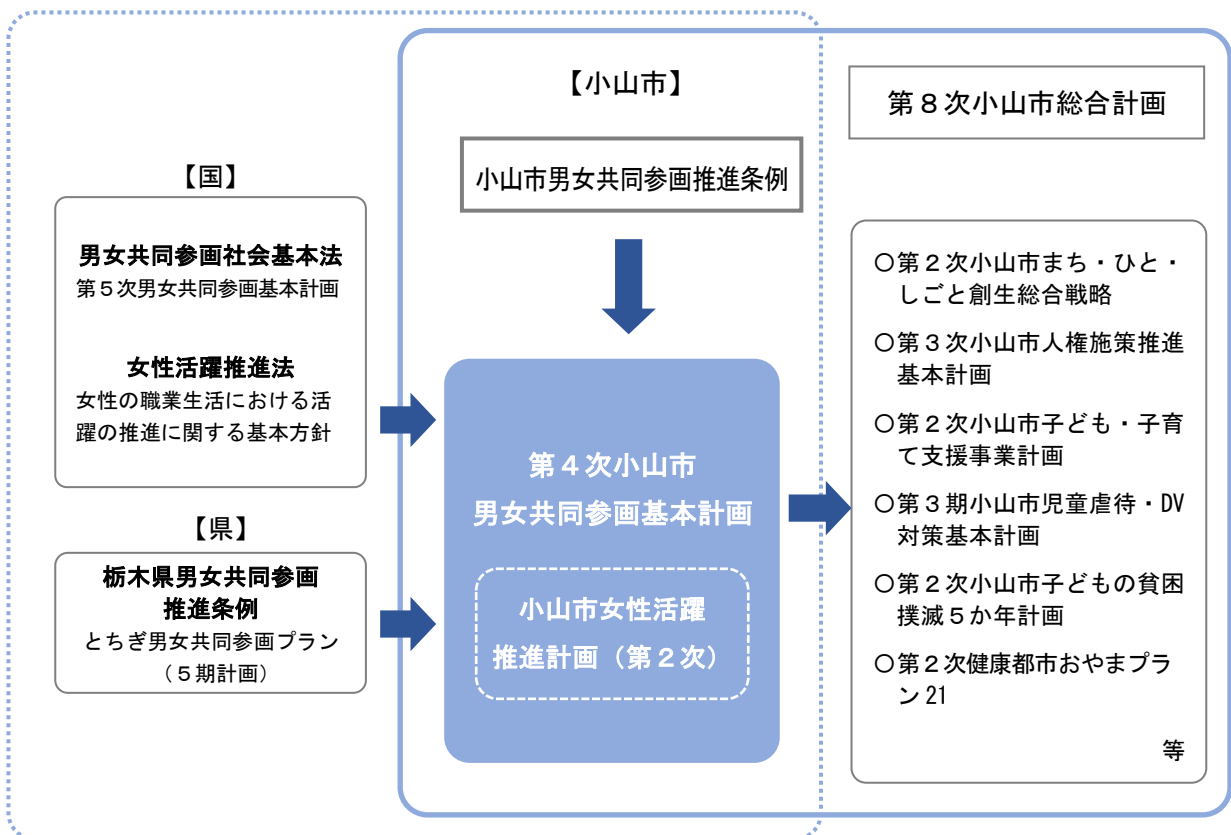 【国】
男女共同参画社会基本法
第５次男女共同参画基本計画
女性活躍推進法
女性の職業生活における活
躍の推進に関する基本方針
【県】
栃木県男女共同参画
推進条例
とちぎ男女共同参画プラン
（５期計画）
【小山市】
小山市男女共同参画推進条例
第４次小山市
男女共同参画基本計画
小山市女性活躍
推進計画（第２次）
第８次小山市総合計画
○第２次小山市まち・ひと・
しごと創生総合戦略
○第３次小山市人権施策推進
基本計画
○第２次小山市子ども・子育
て支援事業計画
○第３期小山市児童虐待・DV
対策基本計画
○第２次小山市子どもの貧困
撲滅５か年計画
○第２次健康都市おやまプラ
ン21
等